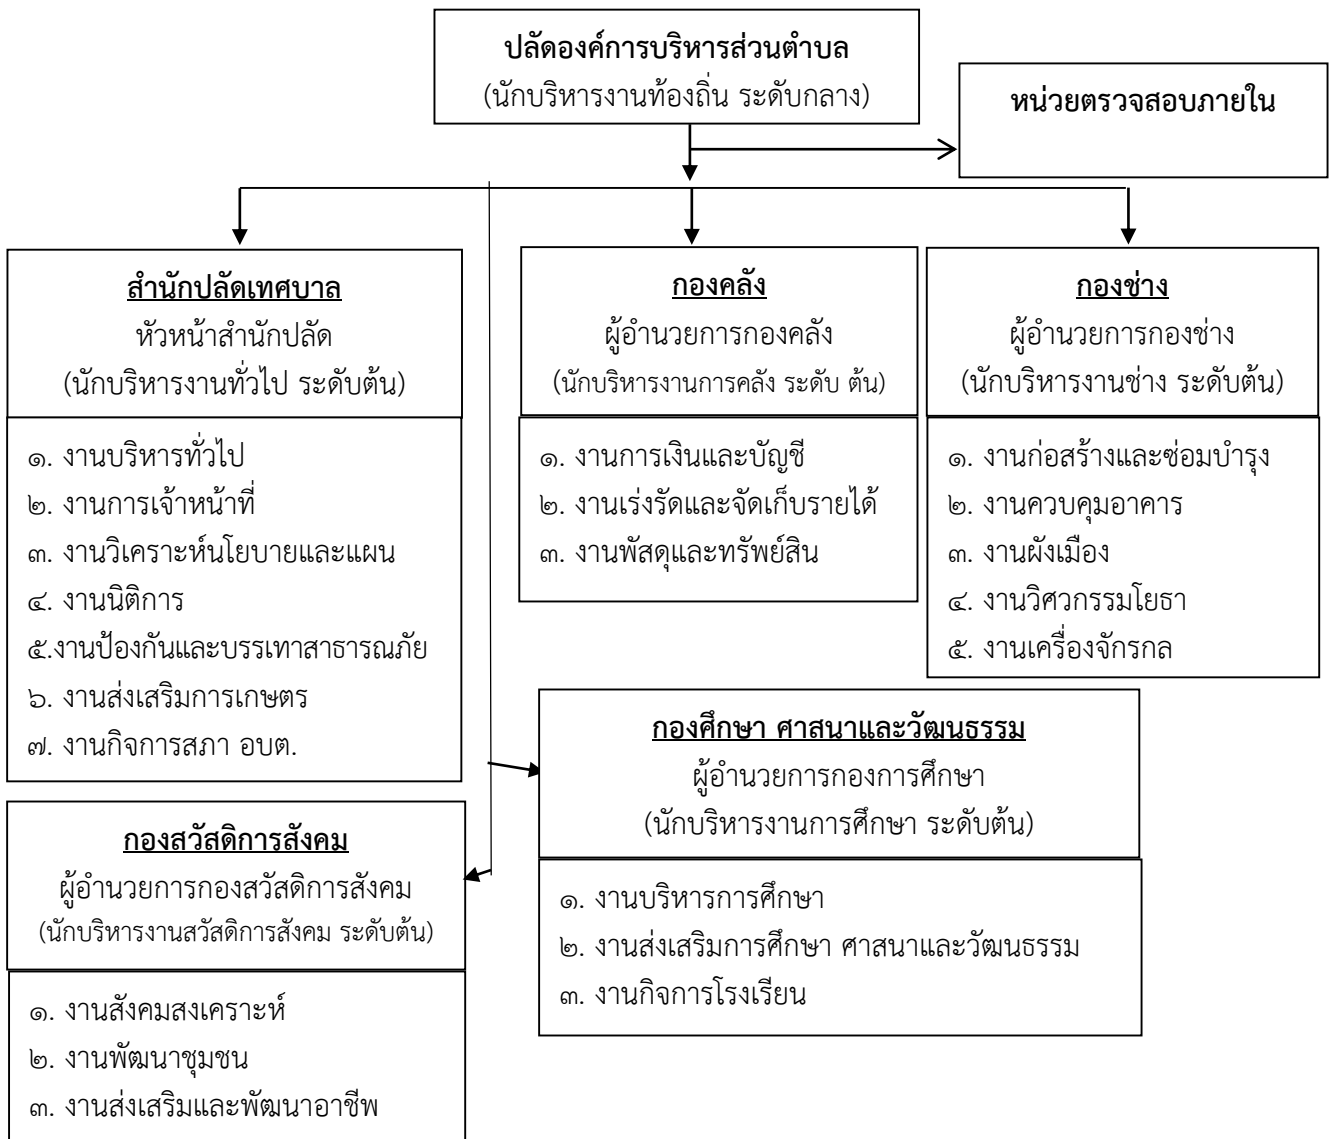 ปลัดองค์การบริหารส่วนตำบล
(นักบริหารงานท้องถิ่น ระดับกลาง)
หน่วยตรวจสอบภายใน
สำนักปลัดเทศบาล
หัวหน้าสำนักปลัด
(นักบริหารงานทั่วไป ระดับต้น)
๑. งานบริหารทั่วไป
๒. งานการเจ้าหน้าที่
๓. งานวิเคราะห์นโยบายและแผน
๔. งานนิติการ
๕.งานป้องกันและบรรเทาสาธารณภัย
๖. งานส่งเสริมการเกษตร
๗. งานกิจการสภา อบต.
กองคลัง
ผู้อำนวยการกองคลัง
(นักบริหารงานการคลัง ระดับ ต้น)
๑. งานการเงินและบัญชี
๒. งานเร่งรัดและจัดเก็บรายได้
๓. งานพัสดุและทรัพย์สิน
กองช่าง
ผู้อำนวยการกองช่าง
(นักบริหารงานช่าง ระดับต้น)
๑. งานก่อสร้างและซ่อมบำรุง
๒. งานควบคุมอาคาร
๓. งานผังเมือง
๔. งานวิศวกรรมโยธา
๕. งานเครื่องจักรกล
กองศึกษา ศาสนาและวัฒนธรรม
ผู้อำนวยการกองการศึกษา
(นักบริหารงานการศึกษา ระดับต้น)
๑. งานบริหารการศึกษา
๒. งานส่งเสริมการศึกษา ศาสนาและวัฒนธรรม
๓. งานกิจการโรงเรียน
กองสวัสดิการสังคม
ผู้อำนวยการกองสวัสดิการสังคม
(นักบริหารงานสวัสดิการสังคม ระดับต้น)
๑. งานสังคมสงเคราะห์
๒. งานพัฒนาชุมชน
๓. งานส่งเสริมและพัฒนาอาชีพ